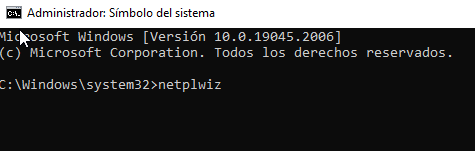 Administrador: Símbolo del sistema
Microsoft Windows [Versión 10.0.19045.2006]
(c) Microsoft Corporation. Todos los derechos reservados.
C:\Windows\system32>netplwiz